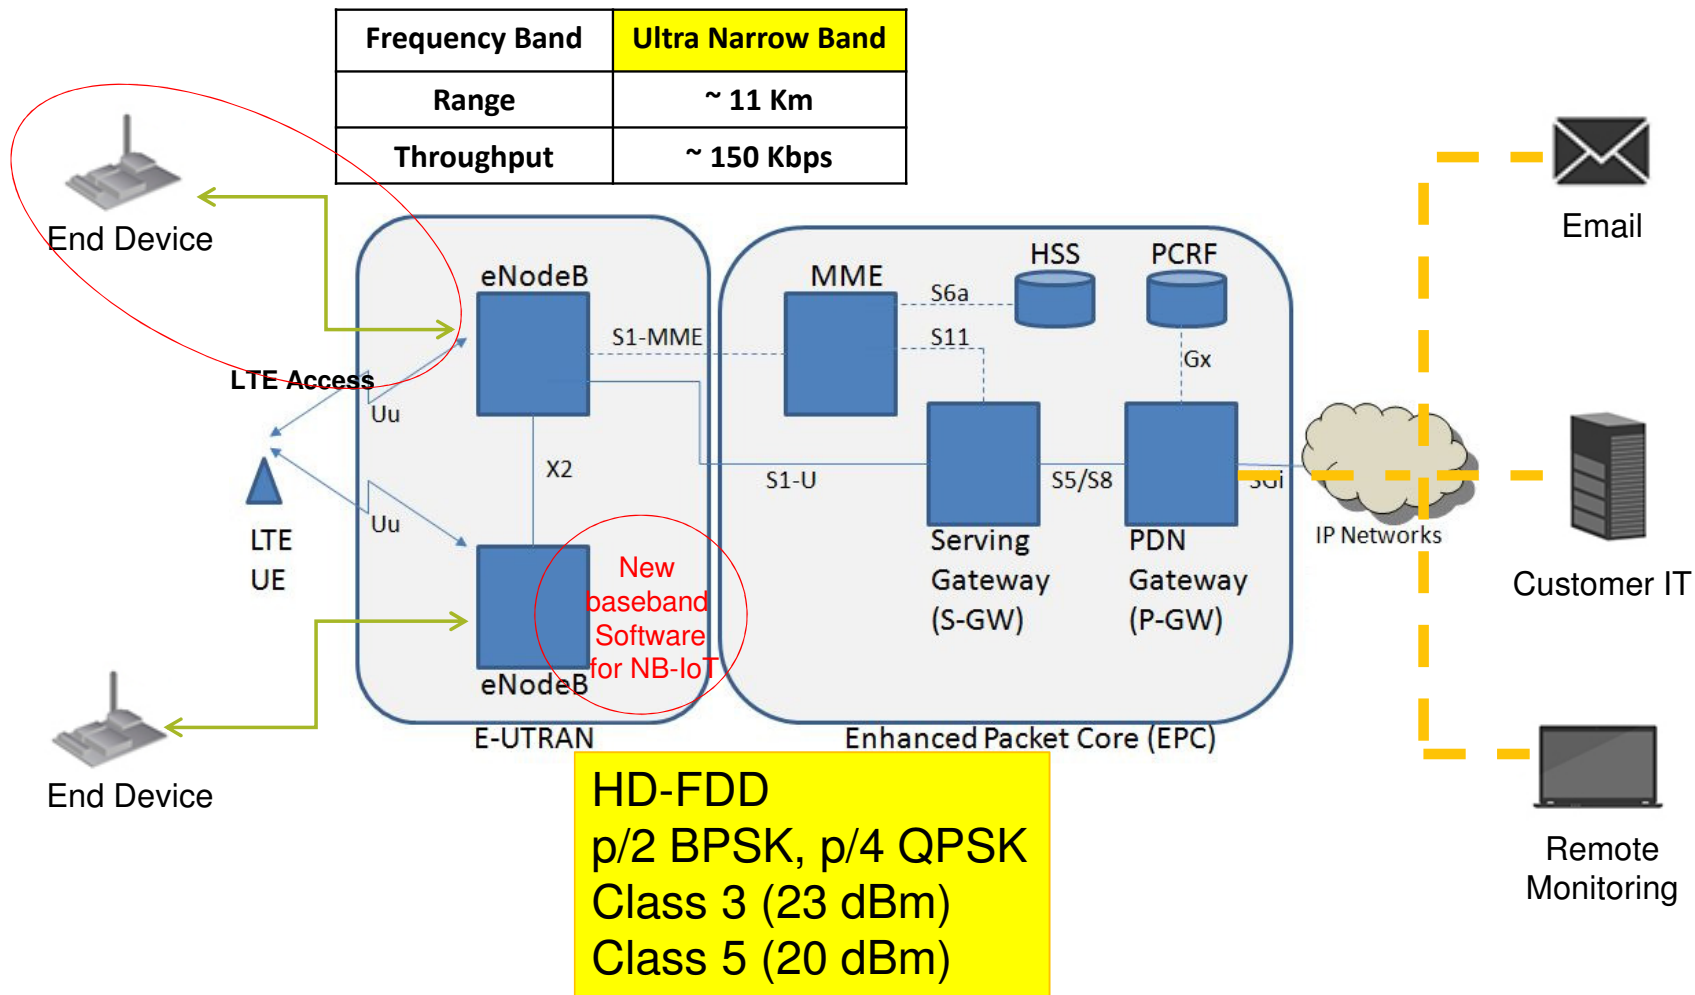 Frequency Band Ultra Narrow Band
Range ~ 11 Km
Throughput ~ 150 Kbps
End Device
eNodeB
MME
HSS
PCRF
S6a
S11
S1-MME
Gx
LTE Access
Uu
X2
S1-U
S5/S8
SGi
Uu
LTE
UE
IP Networks
Serving
Gateway
(S-GW)
PDN
Gateway
(P-GW)
New
baseband
Software
for NB-IoT
eNodeB
E-UTRAN
Enhanced Packet Core (EPC)
End Device
Email
Customer IT
Remote
Monitoring
HD-FDD
p/2 BPSK, p/4 QPSK
Class 3 (23 dBm)
Class 5 (20 dBm)